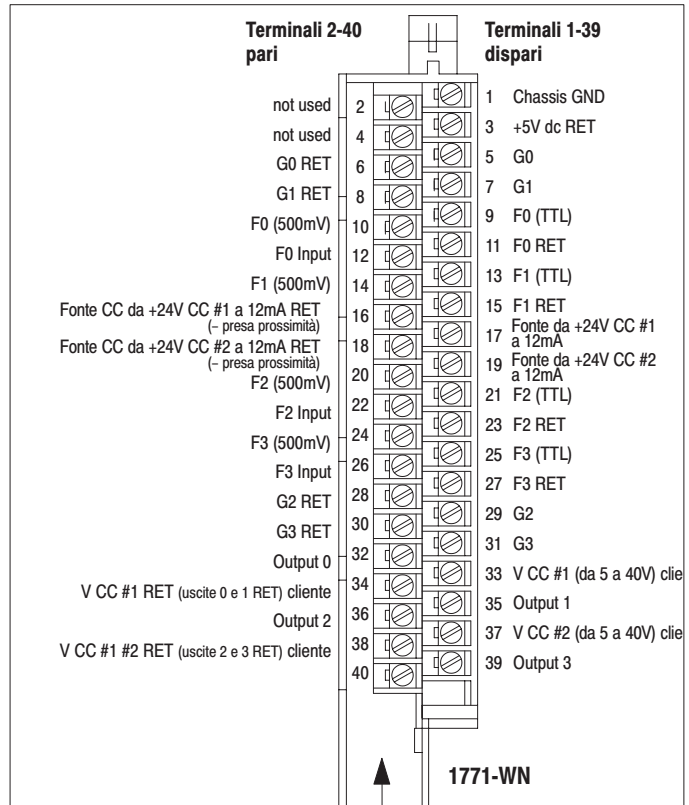 Terminali 2-40
pari
Terminali 1-39
dispari
not used 2
not used 4
G0 RET 6
G1 RET 8
F0 (500mV) 10
F0 Input 12
F1 (500mV) 14
Fonte CC da +24V CC #1 a 12mA RET 16
(– presa prossimità)
Fonte CC da +24V CC #2 a 12mA RET 18
(– presa prossimità)
F2 (500mV) 20
F2 Input 22
F3 (500mV) 24
F3 Input 26
G2 RET 28
G3 RET 30
Output 0 32
V CC #1 RET (uscite 0 e 1 RET) cliente 34
Output 2 36
V CC #1 #2 RET (uscite 2 e 3 RET) cliente 38
40
1 Chassis GND
3 +5V dc RET
5 G0
7 G1
9 F0 (TTL)
11 F0 RET
13 F1 (TTL)
15 F1 RET
17 Fonte da +24V CC #1
a 12mA
19 Fonte da +24V CC #2
a 12mA
21 F2 (TTL)
23 F2 RET
25 F3 (TTL)
27 F3 RET
29 G2
31 G3
33 V CC #1 (da 5 a 40V) clie
35 Output 1
37 V CC #2 (da 5 a 40V) clie
39 Output 3
1771-WN